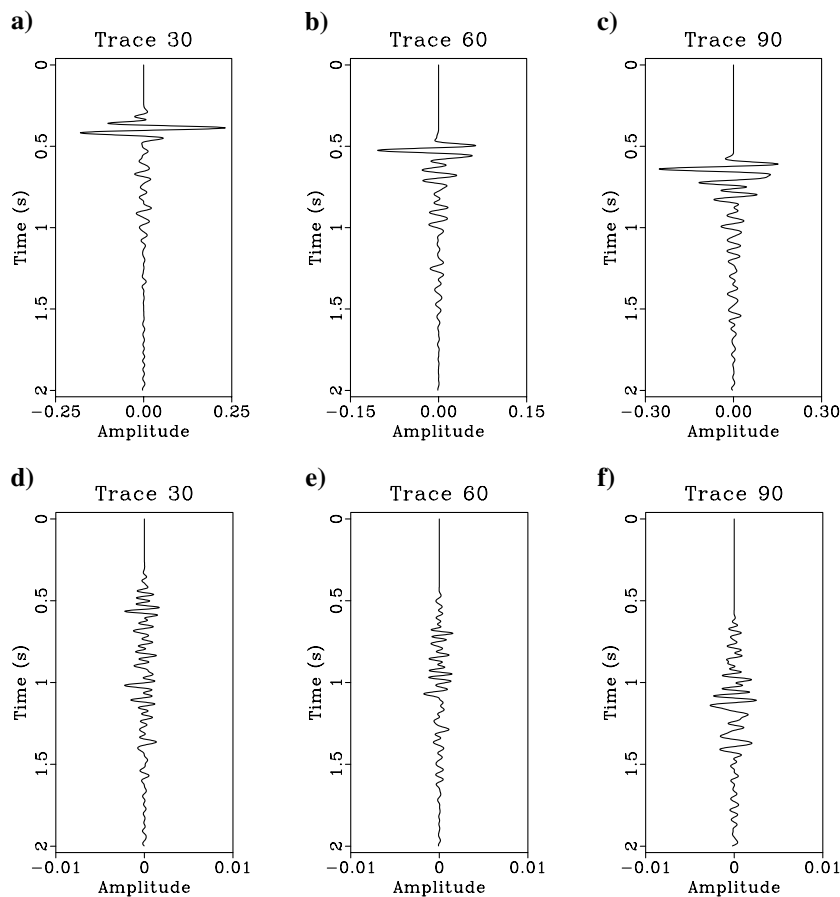 a)
Trace 30
0
0.5
1
1.5
2
Time (s)
−0.25 0.00 0.25
Amplitude
b)
Trace 60
0
0.5
1
1.5
2
Time (s)
−0.15 0.00 0.15
Amplitude
c)
Trace 90
0
0.5
1
1.5
2
Time (s)
−0.30 0.00 0.30
Amplitude
d)
Trace 30
0
0.5
1
1.5
2
Time (s)
−0.01 0 0.01
Amplitude
e)
Trace 60
0
0.5
1
1.5
2
Time (s)
−0.01 0 0.01
Amplitude
f)
Trace 90
0
0.5
1
1.5
2
Time (s)
−0.01 0 0.01
Amplitude